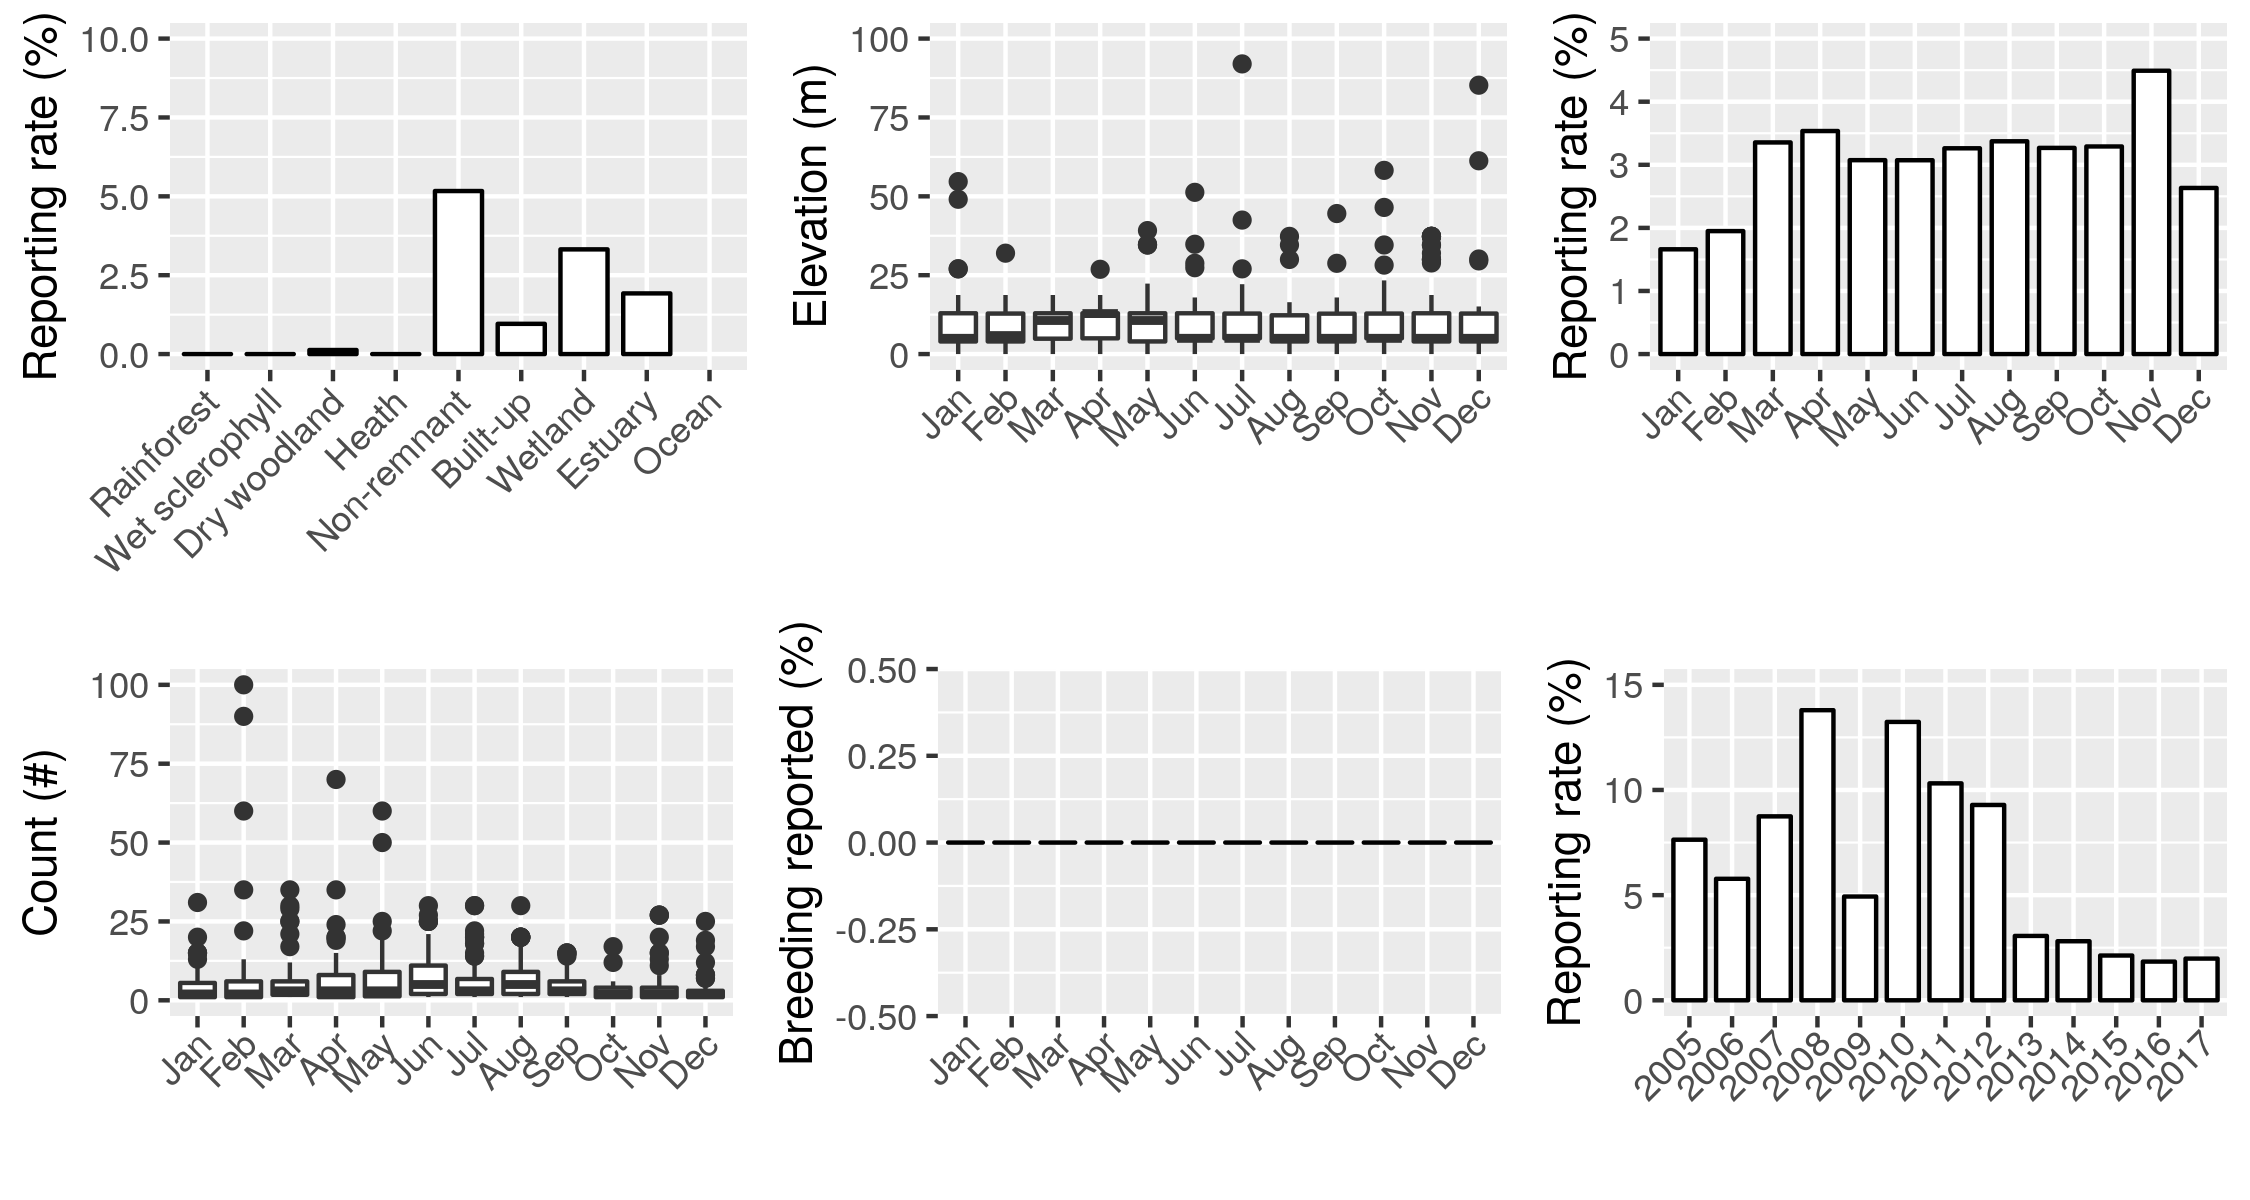 Reporting rate (%)
10.0
7.5
5.0
2.5
0.0
Rainforest
Wet sclerophyll
Dry woodland
Heath
Non-remnant
Built-up
Wetland
Estuary
Ocean
Elevation (m)
100
75
50
25
0
Jan
Feb
Mar
Apr
May
Jun
Jul
Aug
Sep
Oct
Nov
Dec
Reporting rate (%)
5
4
3
2
1
0
Jan
Feb
Mar
Apr
May
Jun
Jul
Aug
Sep
Oct
Nov
Dec
Count (#)
100
75
50
25
0
Jan
Feb
Mar
Apr
May
Jun
Jul
Aug
Sep
Oct
Nov
Dec
Breeding reported (%)
0.50
0.25
0.00
-0.25
-0.50
Jan
Feb
Mar
Apr
May
Jun
Jul
Aug
Sep
Oct
Nov
Dec
Reporting rate (%)
15
10
5
0
2005
2006
2007
2008
2009
2010
2011
2012
2013
2014
2015
2016
2017